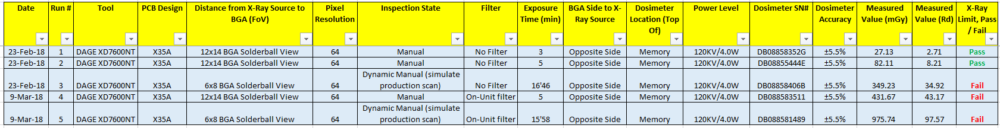 Date Run # Tool PCB Design Distance from X-Ray Source to BGA (FoV) Pixel Resolution Inspection State Filter Exposure Time (min) BGA Side to X-Ray Source Dosimeter Location (Top Of) Power Level Dosimeter SN# Dosimeter Accuracy Measured Value (mGy) Measured Value (Rd) X-Ray Limit, Pass / Fail
23-Feb-18 1 DAGE XD7600NT X35A 12x14 BGA Solderball View 64 Manual No Filter 3 Opposite Side Memory 120KV/4.0W DB08858352G ±5.5% 27.13 2.71 Pass
23-Feb-18 2 DAGE XD7600NT X35A 12x14 BGA Solderball View 64 Manual No Filter 5 Opposite Side Memory 120KV/4.0W DB08855444E ±5.5% 82.11 8.21 Pass
23-Feb-18 3 DAGE XD7600NT X35A 6x8 BGA Solderball View 64 Dynamic Manual (simulate production scan) No Filter 16'46 Opposite Side Memory 120KV/4.0W DB08858406B ±5.5% 349.23 34.92 Fail
9-Mar-18 4 DAGE XD7600NT X35A 12x14 BGA Solderball View 64 Manual On-Unit filter 5 Opposite Side Memory 120KV/4.0W DB088583511 ±5.5% 431.67 43.17 Fail
9-Mar-18 5 DAGE XD7600NT X35A 6x8 BGA Solderball View 64 Dynamic Manual (simulate production scan) On-Unit filter 15'58 Opposite Side Memory 120KV/4.0W DB088581489 ±5.5% 975.74 97.57 Fail